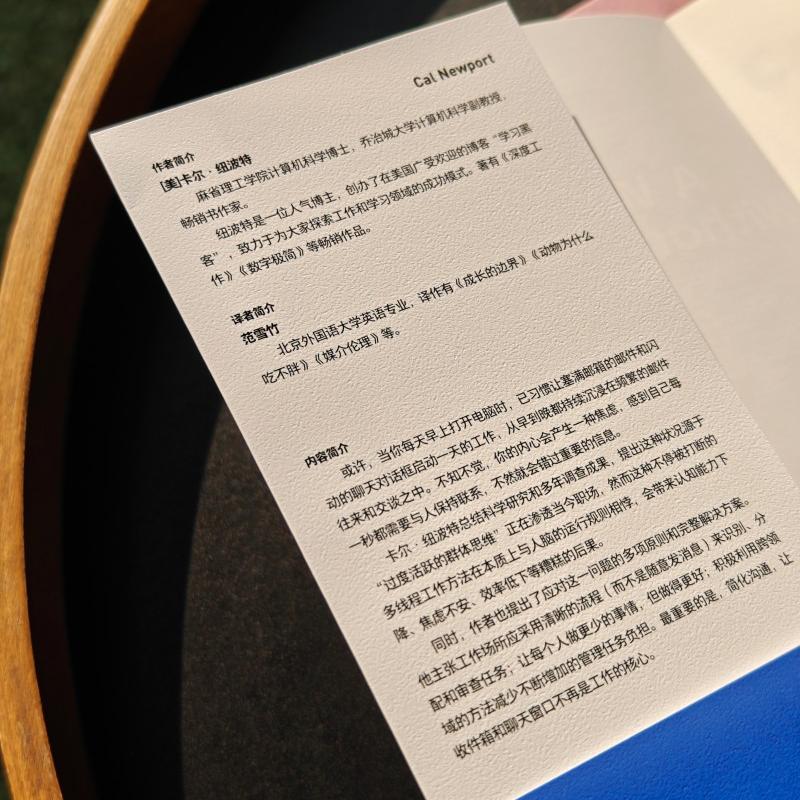 Cal Newport
作者简介
[美]卡尔·纽波特
麻省理工学院计算机科学博士，乔治城大学计算机科学副教授，
畅销书作家。
纽波特是一位人气博主，创办了在美国广受欢迎的博客“学习黑
客”，致力于为大家探索工作和学习领域的成功模式。著有《深度工
作》《数字极简》等畅销作品。
译者简介
范雪竹
北京外国语大学英语专业，译作有《成长的边界》《动物为什么
吃不胖》《媒介伦理》等。
内容简介
或许，当你每天早上打开电脑时，已习惯让塞满邮箱的邮件和闪
动的聊天对话框启动一天的工作，从早到晚都持续沉浸在频繁的邮件
往来和交谈之中。不知不觉，你的内心会产生一种焦虑，感到自己每
一秒都需要与人保持联系，不然就会错过重要的信息。
卡尔·纽波特总结科学研究和多年调查成果，提出这种状况源于
“过度活跃的群体思维”正在渗透当今职场，然而这种不停被打断的
多线程工作方法在本质上与人脑的运行规则相悖，会带来认知能力下
降、焦虑不安、效率低下等糟糕的后果。
同时，作者也提出了应对这一问题的多项原则和完整解决方案。
他主张工作场所应采用清晰的流程（而不是随意发消息）来识别、分
配和审查任务；让每个人做更少的事情，但做得更好；积极利用跨领
域的方法减少不断增加的管理任务负担。最重要的是，简化沟通，让
收件箱和聊天窗口不再是工作的核心。